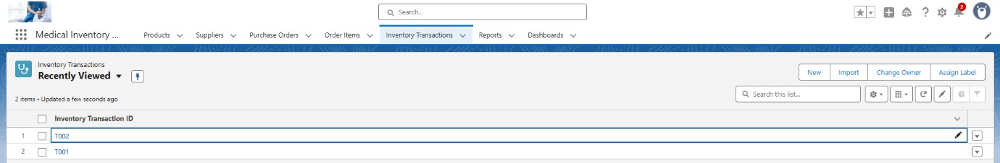 Search...
2
Medical Inventory ... Products Suppliers Purchase Orders Order Items Inventory Transactions Reports Dashboards
Inventory Transactions
Recently Viewed
New Import Change Owner Assign Label
2 items • Updated a few seconds ago
Search this list...
Inventory Transaction ID
1 T002
2 T001